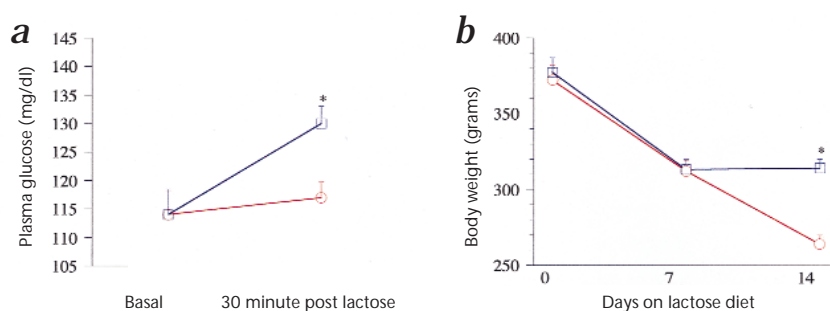 a
Plasma glucose (mg/dl)
145
140
135
130
125
120
115
110
105
*
Basal
30 minute post lactose
b
Body weight (grams)
400
350
300
250
*
0
7
14
Days on lactose diet